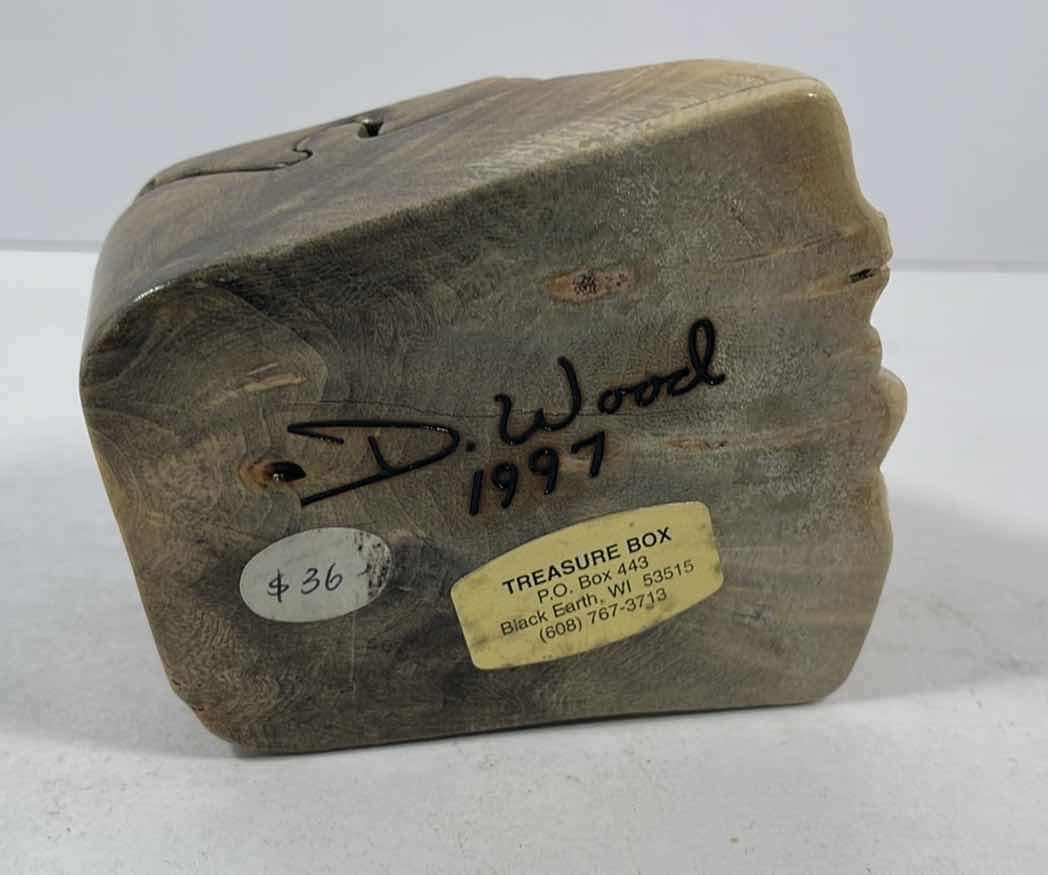 D. Wood
1997
$36
TREASURE BOX
P.O. Box 443
Black Earth, WI 53515
(608) 767-3713